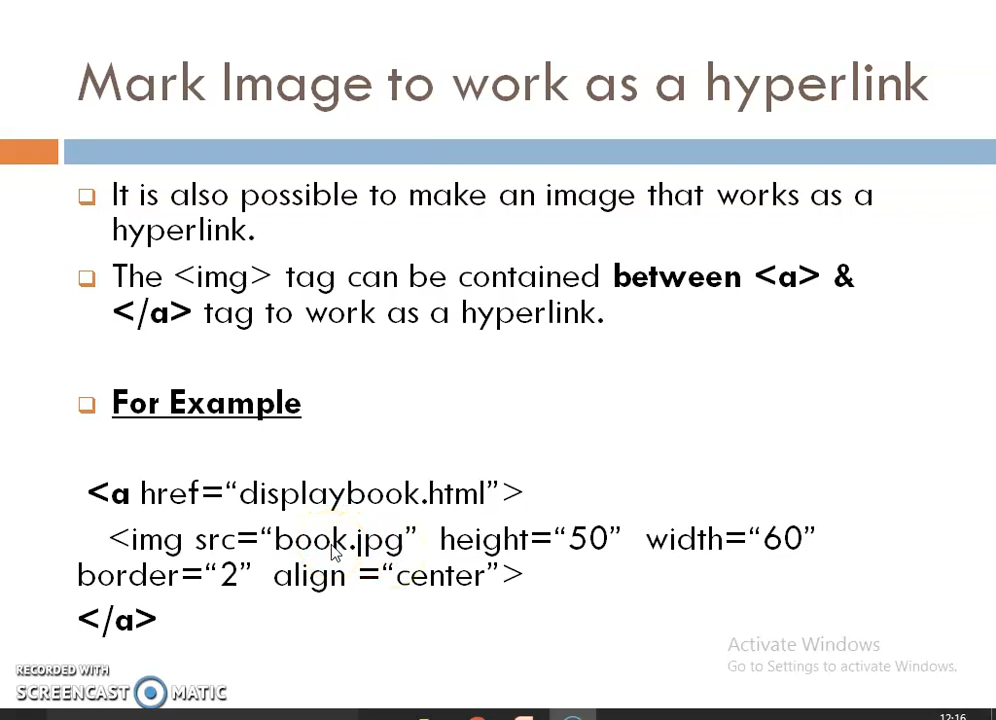 Mark Image to work as a hyperlink
It is also possible to make an image that works as a
hyperlink.
The <img> tag can be contained between <a> &
</a> tag to work as a hyperlink.
For Example
<a href=“displaybook.html”>
<img src=“book.jpg” height=“50” width=“60”
border=“2” align =“center”>
</a>
Activate Windows
Go to Settings to activate Windows.
RECORDED WITH
SCREENCAST MATIC
12:16